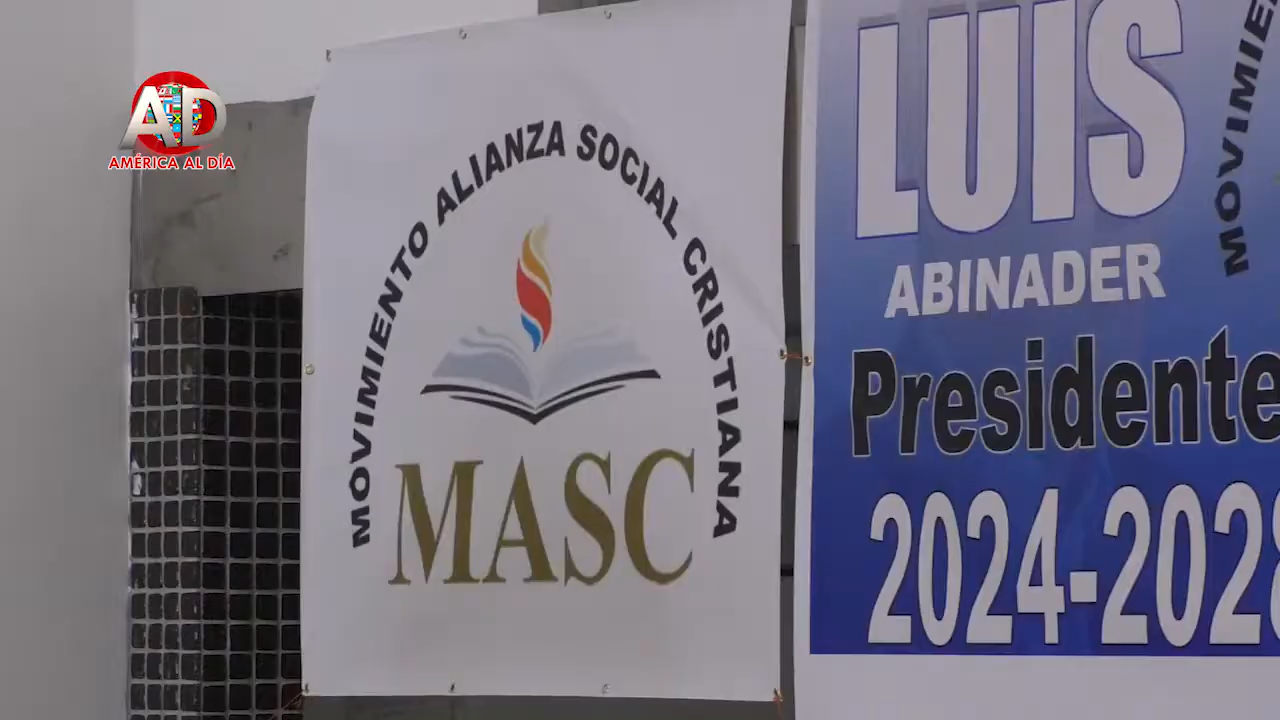 AD
AMÉRICA AL DÍA
MOVIMIENTO ALIANZA SOCIAL CRISTIANA
MASC
LUIS
ABINADER
Presidente
2024-2028